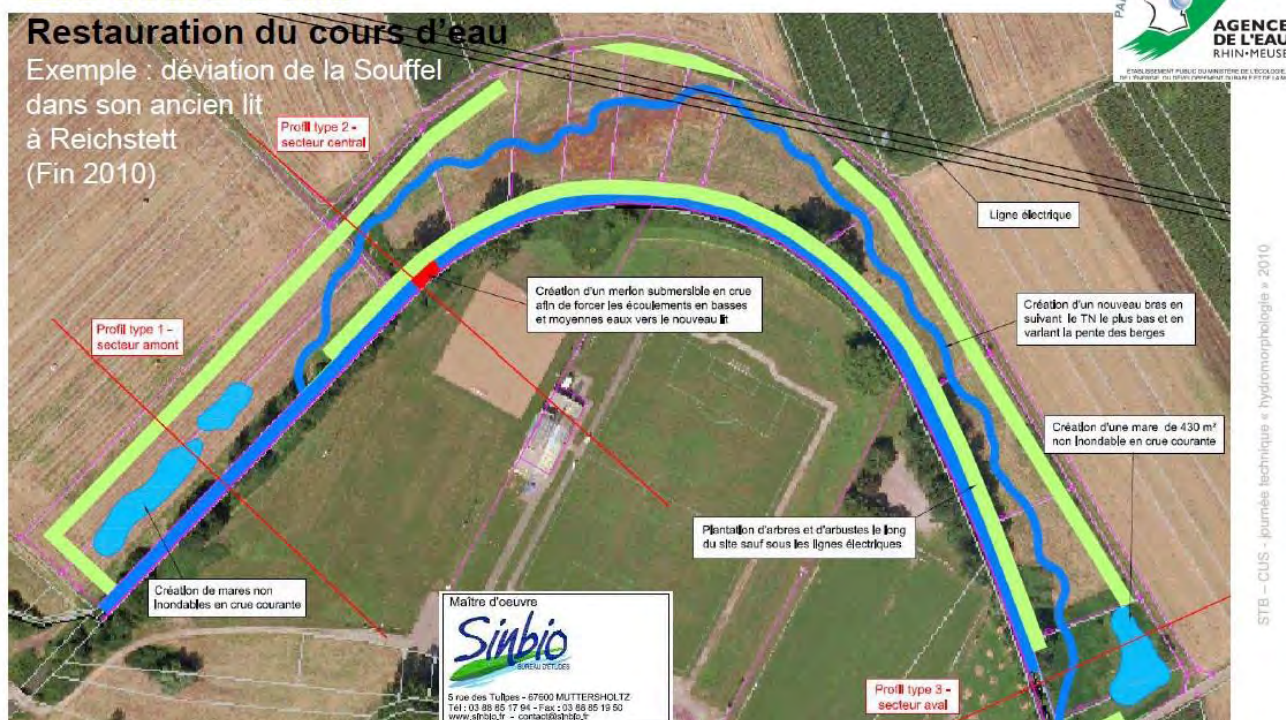 Restauration du cours d'eau
Exemple : déviation de la Souffel
dans son ancien lit
à Reichstett
(Fin 2010)
AGENCE
DE L'EAU
RHIN•MEUSE
Profil type 2 -
secteur central
Ligne électrique
Création d'un merlon submersible en crue
afin de forcer les écoulements en basses
et moyennes eaux vers le nouveau lit
Profil type 1 -
secteur amont
Création d'un nouveau bras en
suivant le TN le plus bas et en
variant la pente des berges
Création d'une mare de 430 m²
non inondable en crue courante
Plantation d'arbres et d'arbustes le long
du site sauf sous les lignes électriques
Création de mares non
inondables en crue courante
Maître d'oeuvre
Sinbio
BUREAU D'ÉTUDES
5 rue des Tulipes - 67600 MUTTERSHOLTZ
Tél : 03 88 85 17 94 - Fax : 03 88 85 19 50
www.sinbio.fr - contact@sinbio.fr
Profil type 3 -
secteur aval
STB – CUS - journée technique « hydromorphologie » 2010